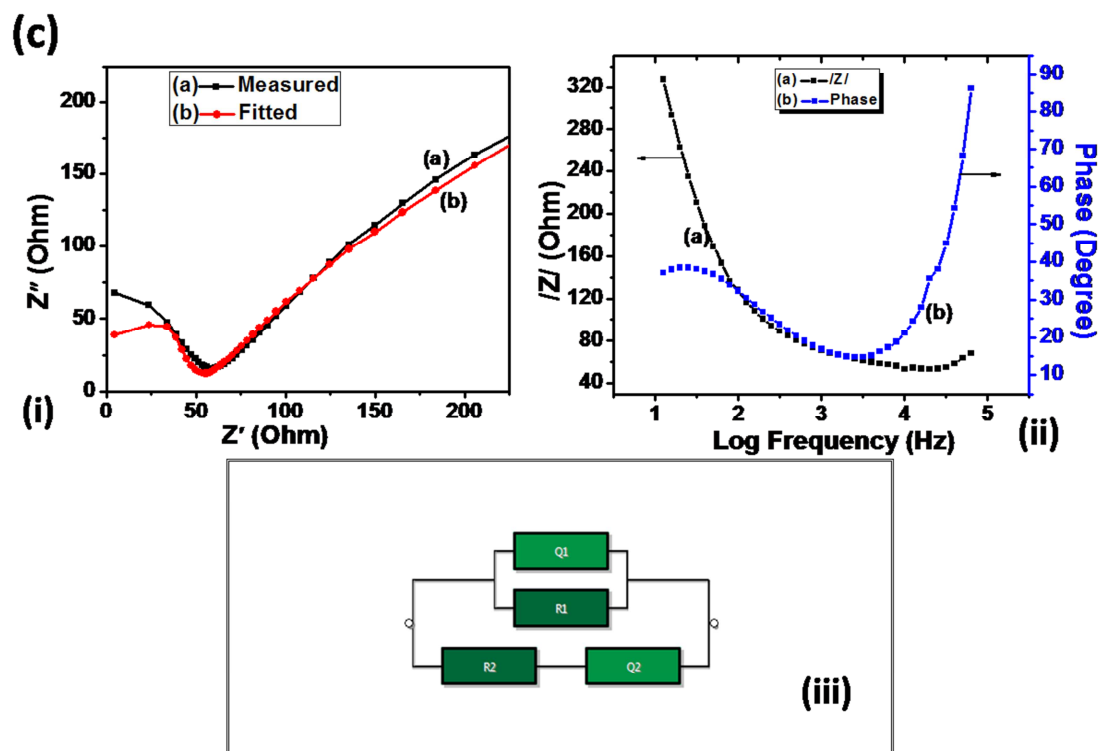 (c)
(a) Measured
(b) Fitted
200
150
100
50
0
Z″ (Ohm)
(a)
(b)
0 50 100 150 200
Z′ (Ohm)
(i)
(a) /Z/
(b) Phase
320
280
240
200
160
120
80
40
/Z/ (Ohm)
(a)
(b)
90
80
70
60
50
40
30
20
10
Phase (Degree)
1 2 3 4 5
Log Frequency (Hz)
(ii)
Q1
R1
R2 Q2
(iii)